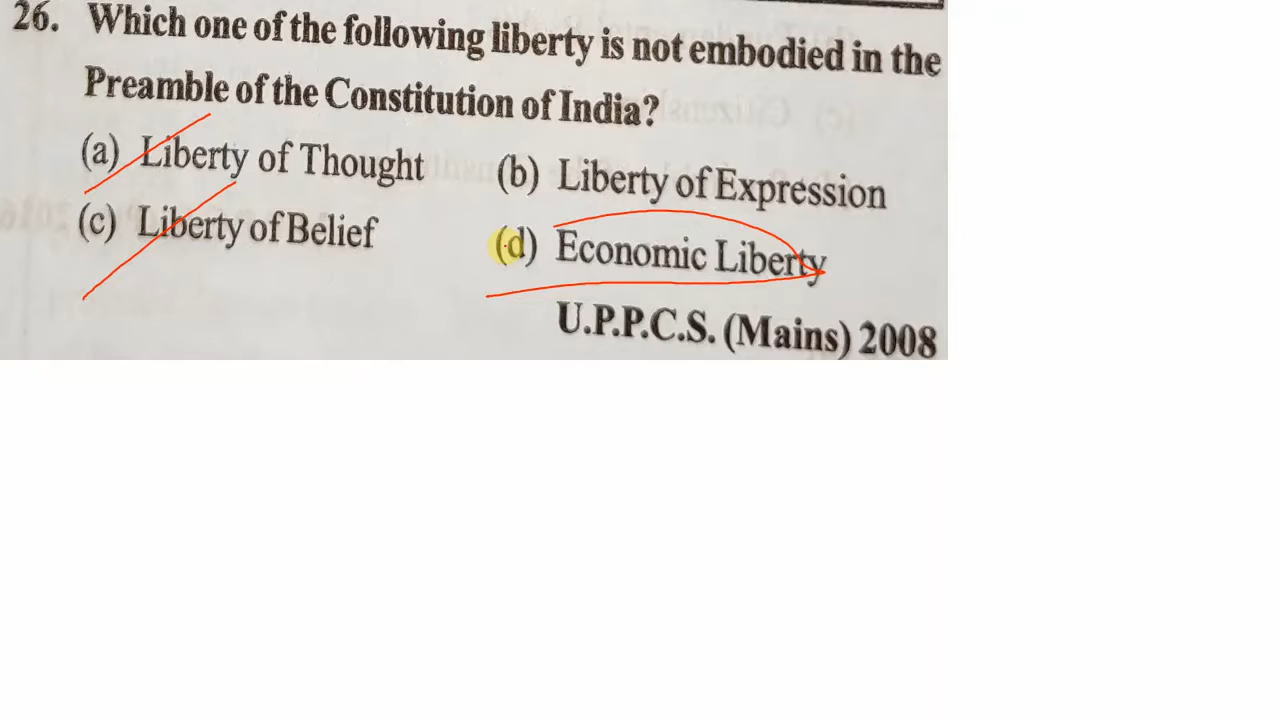 26. Which one of the following liberty is not embodied in the
Preamble of the Constitution of India?
(a) Liberty of Thought (b) Liberty of Expression
(c) Liberty of Belief (d) Economic Liberty
U.P.P.C.S. (Mains) 2008